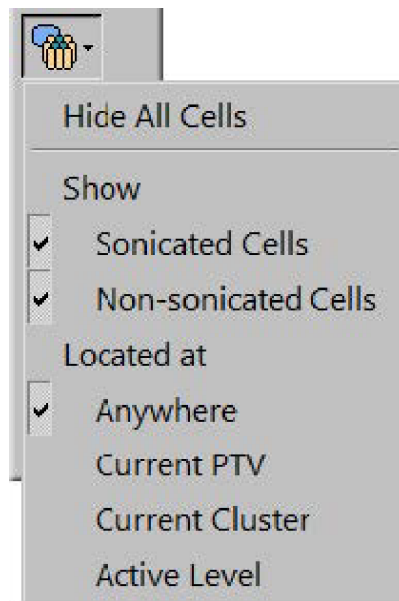 Hide All Cells
Show
Sonicated Cells
Non-sonicated Cells
Located at
Anywhere
Current PTV
Current Cluster
Active Level